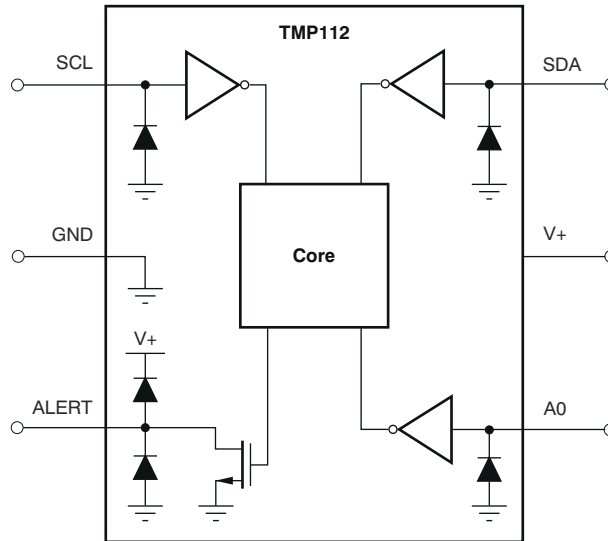 TMP112
SCL
SDA
GND
Core
V+
V+
ALERT
A0